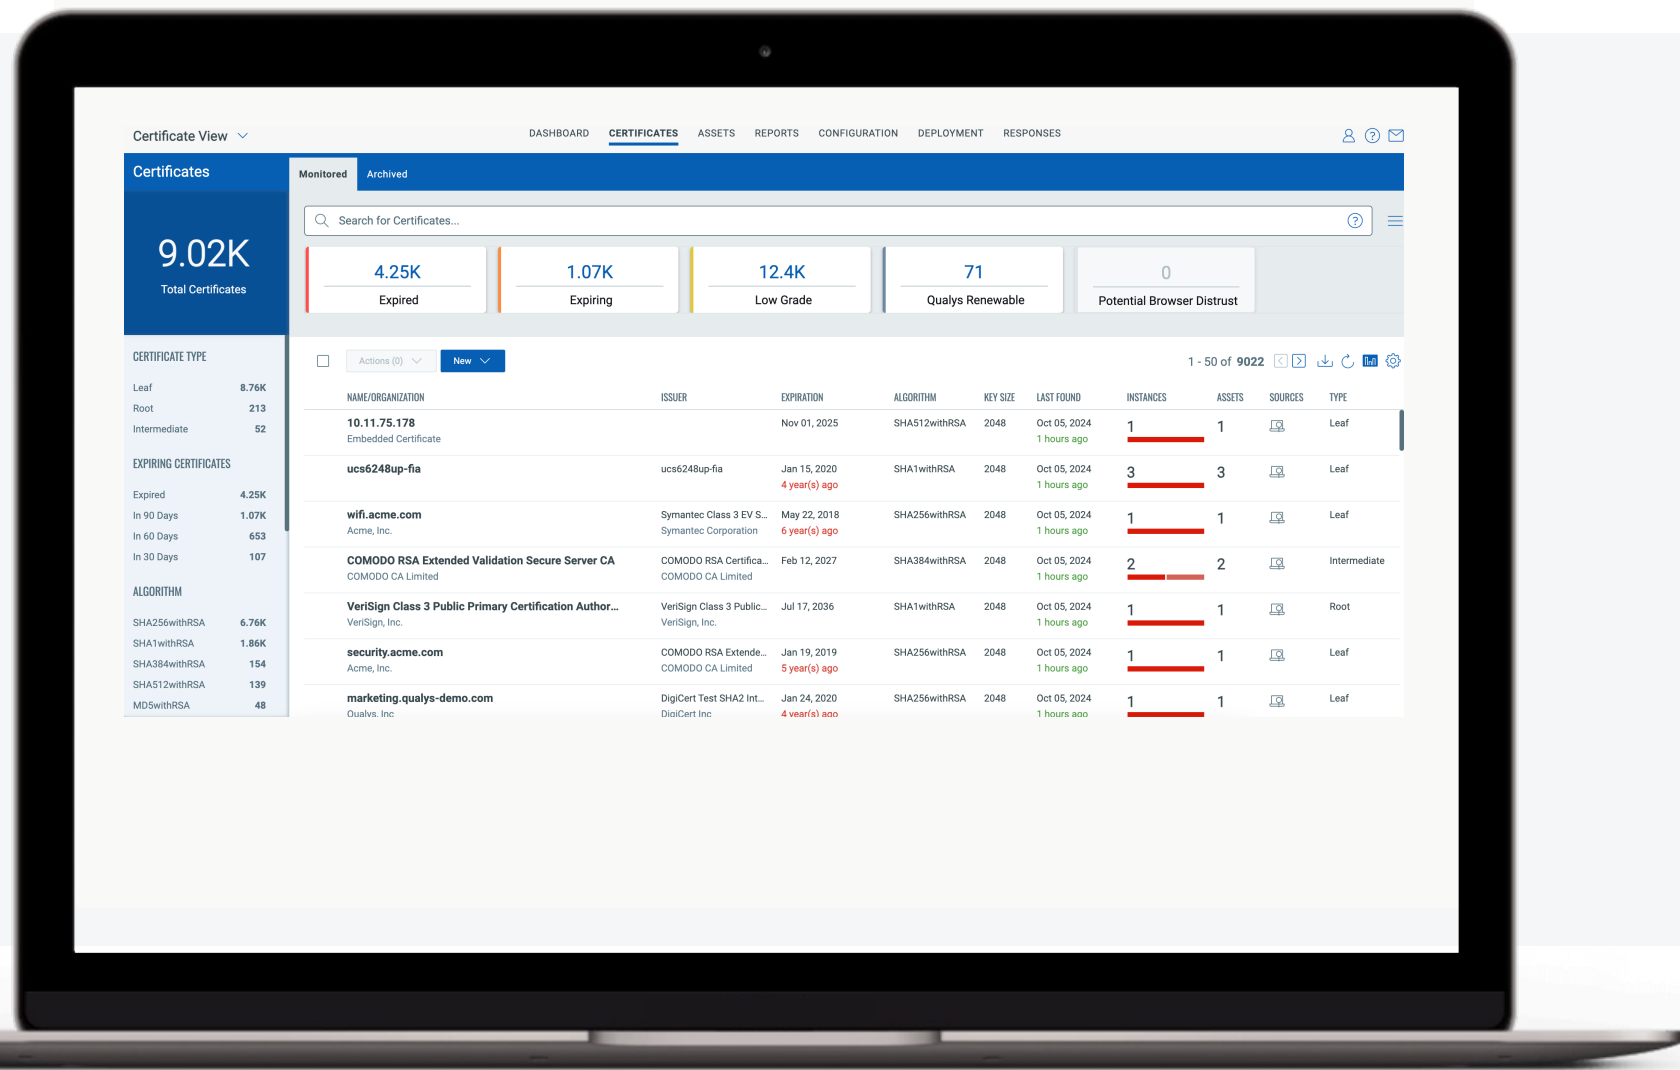 Certificate View
DASHBOARD CERTIFICATES ASSETS REPORTS CONFIGURATION DEPLOYMENT RESPONSES
Certificates
Monitored Archived
9.02K
Total Certificates
Search for Certificates...
4.25K
Expired
1.07K
Expiring
12.4K
Low Grade
71
Qualys Renewable
0
Potential Browser Distrust
CERTIFICATE TYPE
Leaf 8.76K
Root 213
Intermediate 52
EXPIRING CERTIFICATES
Expired 4.25K
In 90 Days 1.07K
In 60 Days 653
In 30 Days 107
ALGORITHM
SHA256withRSA 6.76K
SHA1withRSA 1.86K
SHA384withRSA 154
SHA512withRSA 139
MD5withRSA 48
Actions (0) New 1 - 50 of 9022
NAME/ORGANIZATION ISSUER EXPIRATION ALGORITHM KEY SIZE LAST FOUND INSTANCES ASSETS SOURCES TYPE
10.11.75.178 Nov 01, 2025 SHA512withRSA 2048 Oct 05, 2024 1 1 Leaf
Embedded Certificate 1 hours ago
ucs6248up-fia ucs6248up-fia Jan 15, 2020 SHA1withRSA 2048 Oct 05, 2024 3 3 Leaf
4 year(s) ago 1 hours ago
wifi.acme.com Symantec Class 3 EV S... May 22, 2018 SHA256withRSA 2048 Oct 05, 2024 1 1 Leaf
Acme, Inc. Symantec Corporation 6 year(s) ago 1 hours ago
COMODO RSA Extended Validation Secure Server CA COMODO RSA Certifica... Feb 12, 2027 SHA384withRSA 2048 Oct 05, 2024 2 2 Intermediate
COMODO CA Limited COMODO CA Limited 1 hours ago
VeriSign Class 3 Public Primary Certification Author... VeriSign Class 3 Public... Jul 17, 2036 SHA1withRSA 2048 Oct 05, 2024 1 1 Root
VeriSign, Inc. VeriSign, Inc. 1 hours ago
security.acme.com COMODO RSA Extende... Jan 19, 2019 SHA256withRSA 2048 Oct 05, 2024 1 1 Leaf
Acme, Inc. COMODO CA Limited 5 year(s) ago 1 hours ago
marketing.qualys-demo.com DigiCert Test SHA2 Int... Jan 24, 2020 SHA256withRSA 2048 Oct 05, 2024 1 1 Leaf
Qualys, Inc DigiCert Inc 4 year(s) ago 1 hours ago